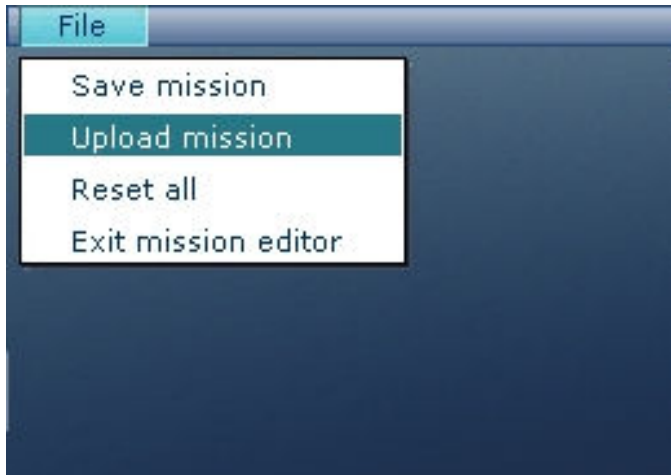 File
Save mission
Upload mission
Reset all
Exit mission editor